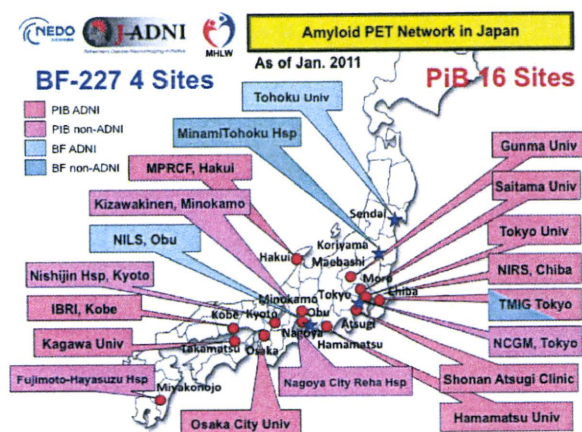 NEDO
J-ADNI
MHLW
Amyloid PET Network in Japan
As of Jan. 2011
BF-227 4 Sites
PiB 16 Sites
PIB ADNI
PIB non-ADNI
BF ADNI
BF non-ADNI
Tohoku Univ
MinamiTohoku Hsp
MPRCF, Hakui
Kizawakinen, Minokamo
NILS, Obu
Nishijin Hsp, Kyoto
IBRI, Kobe
Kagawa Univ
Fujimoto-Hayasuzu Hsp
Osaka City Univ
Nagoya City Reha Hsp
Gunma Univ
Saitama Univ
Tokyo Univ
NIRS, Chiba
TMIG Tokyo
NCGM, Tokyo
Shonan Atsugi Clinic
Hamamatsu Univ
Sendai
Koriyama
Maebashi
Hakui
Moro
Tokyo
Chiba
Minokamo
Obu
Atsugi
Kobe
Kyoto
Nagoya
Hamamatsu
Takamatsu
Osaka
Miyakonojo